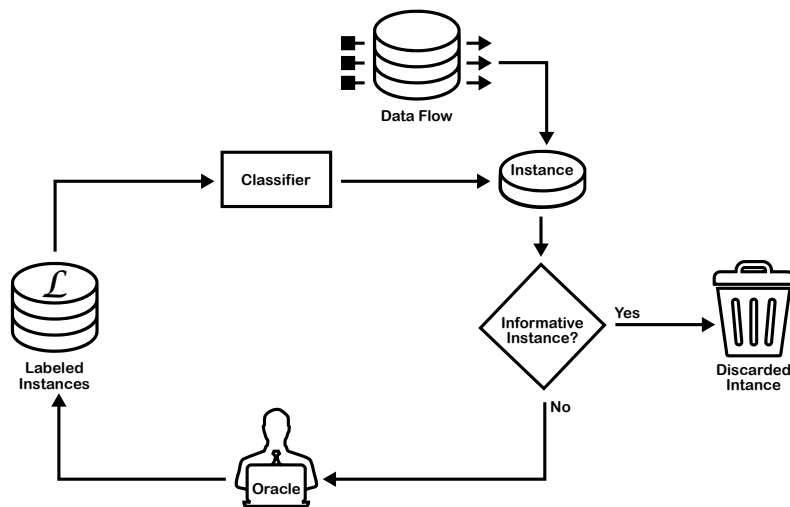 Data Flow
Classifier
Instance
ℒ
Labeled
Instances
Informative
Instance?
Yes
Discarded
Intance
No
Oracle